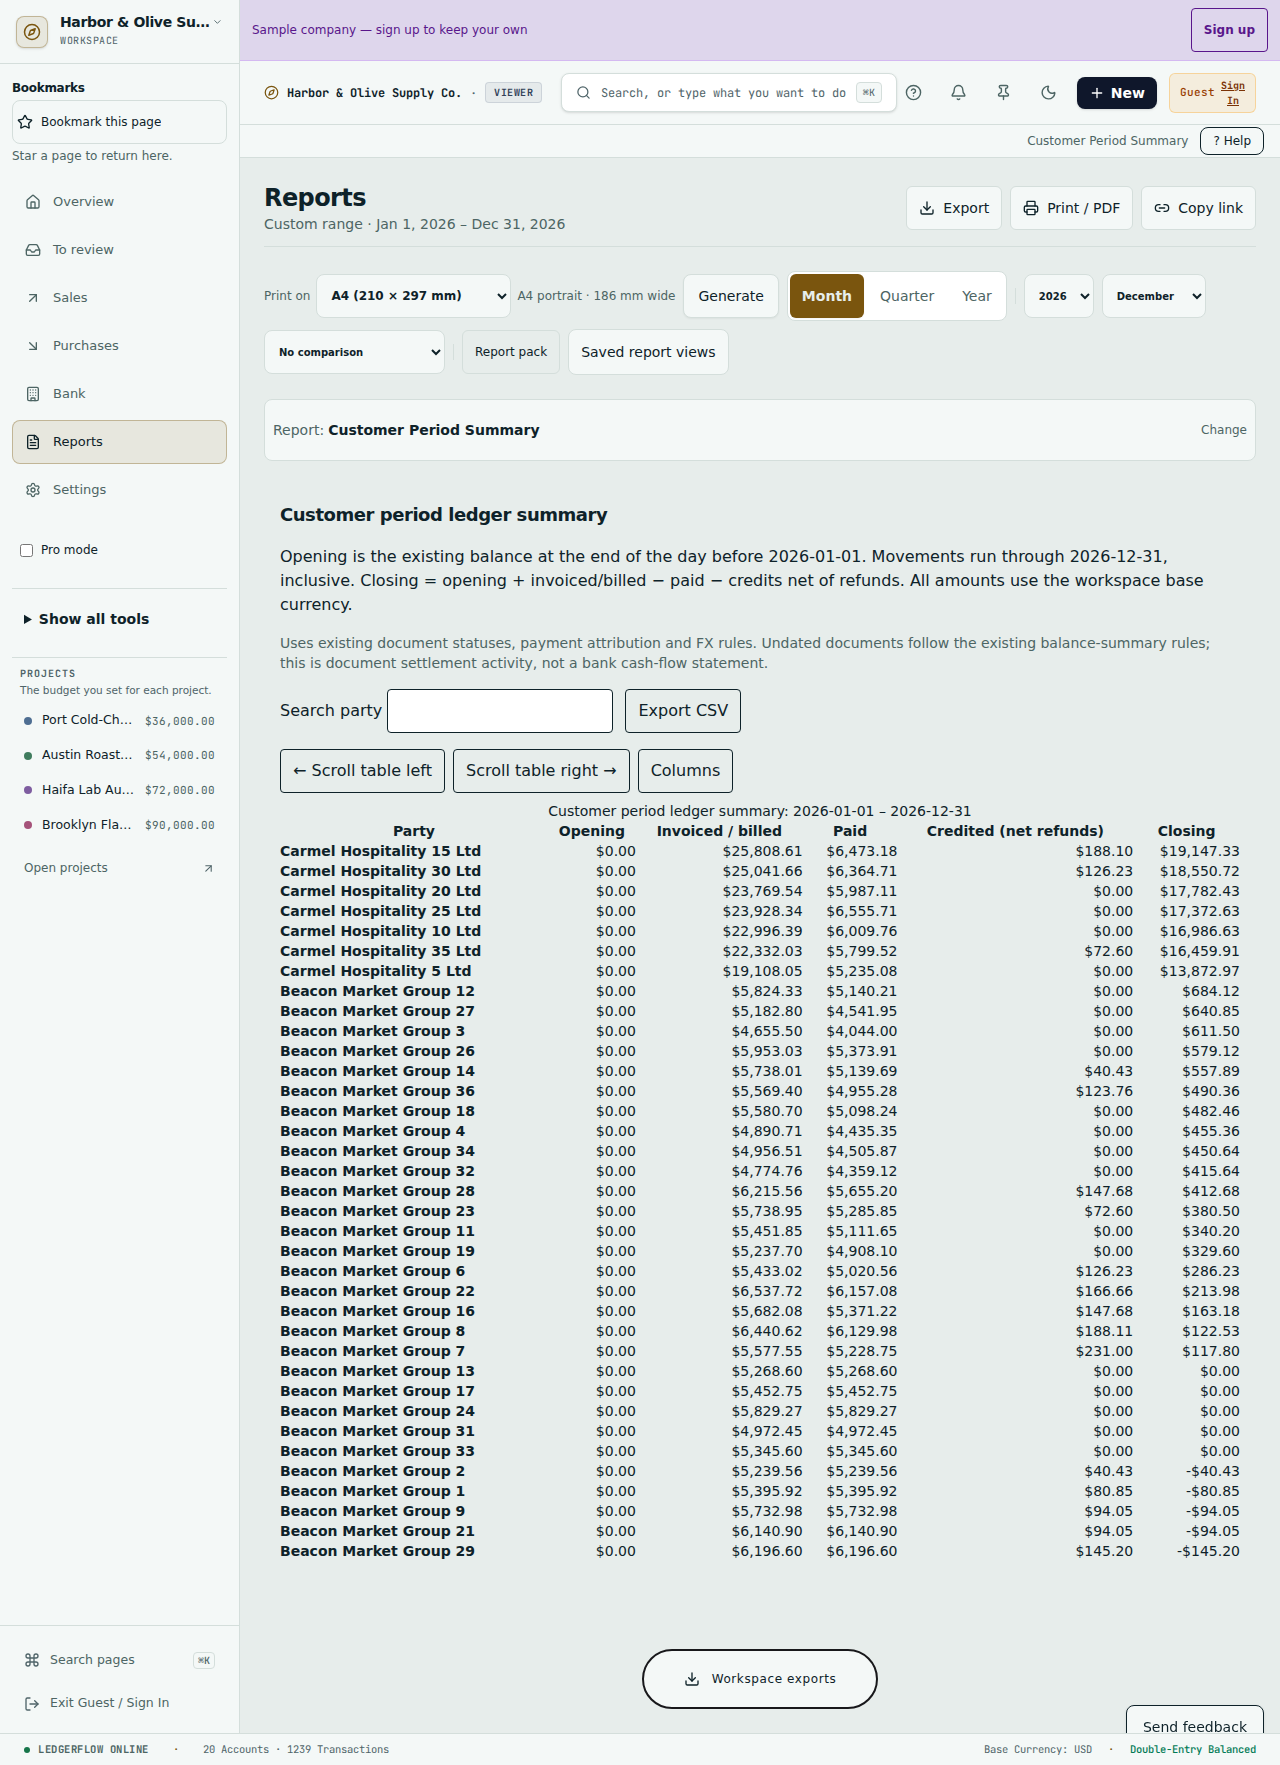 Harbor & Olive Su...
WORKSPACE
Bookmarks
Bookmark this page
Star a page to return here.
Overview
To review
Sales
Purchases
Bank
Reports
Settings
Pro mode
Show all tools
PROJECTS
The budget you set for each project.
Port Cold-Ch... $36,000.00
Austin Roast... $54,000.00
Haifa Lab Au... $72,000.00
Brooklyn Fla... $90,000.00
Open projects
Search pages ⌘K
Exit Guest / Sign In
Sample company — sign up to keep your own
Sign up
Harbor & Olive Supply Co. · VIEWER
Search, or type what you want to do ⌘K
New
Guest Sign In
Customer Period Summary
? Help
Reports
Custom range · Jan 1, 2026 – Dec 31, 2026
Export
Print / PDF
Copy link
Print on A4 (210 × 297 mm) A4 portrait · 186 mm wide Generate Month Quarter Year 2026 December
No comparison Report pack Saved report views
Report: Customer Period Summary Change
Customer period ledger summary
Opening is the existing balance at the end of the day before 2026-01-01. Movements run through 2026-12-31,
inclusive. Closing = opening + invoiced/billed − paid − credits net of refunds. All amounts use the workspace base
currency.
Uses existing document statuses, payment attribution and FX rules. Undated documents follow the existing balance-summary rules;
this is document settlement activity, not a bank cash-flow statement.
Search party Export CSV
← Scroll table left Scroll table right → Columns
Customer period ledger summary: 2026-01-01 – 2026-12-31
Party Opening Invoiced / billed Paid Credited (net refunds) Closing
Carmel Hospitality 15 Ltd $0.00 $25,808.61 $6,473.18 $188.10 $19,147.33
Carmel Hospitality 30 Ltd $0.00 $25,041.66 $6,364.71 $126.23 $18,550.72
Carmel Hospitality 20 Ltd $0.00 $23,769.54 $5,987.11 $0.00 $17,782.43
Carmel Hospitality 25 Ltd $0.00 $23,928.34 $6,555.71 $0.00 $17,372.63
Carmel Hospitality 10 Ltd $0.00 $22,996.39 $6,009.76 $0.00 $16,986.63
Carmel Hospitality 35 Ltd $0.00 $22,332.03 $5,799.52 $72.60 $16,459.91
Carmel Hospitality 5 Ltd $0.00 $19,108.05 $5,235.08 $0.00 $13,872.97
Beacon Market Group 12 $0.00 $5,824.33 $5,140.21 $0.00 $684.12
Beacon Market Group 27 $0.00 $5,182.80 $4,541.95 $0.00 $640.85
Beacon Market Group 3 $0.00 $4,655.50 $4,044.00 $0.00 $611.50
Beacon Market Group 26 $0.00 $5,953.03 $5,373.91 $0.00 $579.12
Beacon Market Group 14 $0.00 $5,738.01 $5,139.69 $40.43 $557.89
Beacon Market Group 36 $0.00 $5,569.40 $4,955.28 $123.76 $490.36
Beacon Market Group 18 $0.00 $5,580.70 $5,098.24 $0.00 $482.46
Beacon Market Group 4 $0.00 $4,890.71 $4,435.35 $0.00 $455.36
Beacon Market Group 34 $0.00 $4,956.51 $4,505.87 $0.00 $450.64
Beacon Market Group 32 $0.00 $4,774.76 $4,359.12 $0.00 $415.64
Beacon Market Group 28 $0.00 $6,215.56 $5,655.20 $147.68 $412.68
Beacon Market Group 23 $0.00 $5,738.95 $5,285.85 $72.60 $380.50
Beacon Market Group 11 $0.00 $5,451.85 $5,111.65 $0.00 $340.20
Beacon Market Group 19 $0.00 $5,237.70 $4,908.10 $0.00 $329.60
Beacon Market Group 6 $0.00 $5,433.02 $5,020.56 $126.23 $286.23
Beacon Market Group 22 $0.00 $6,537.72 $6,157.08 $166.66 $213.98
Beacon Market Group 16 $0.00 $5,682.08 $5,371.22 $147.68 $163.18
Beacon Market Group 8 $0.00 $6,440.62 $6,129.98 $188.11 $122.53
Beacon Market Group 7 $0.00 $5,577.55 $5,228.75 $231.00 $117.80
Beacon Market Group 13 $0.00 $5,268.60 $5,268.60 $0.00 $0.00
Beacon Market Group 17 $0.00 $5,452.75 $5,452.75 $0.00 $0.00
Beacon Market Group 24 $0.00 $5,829.27 $5,829.27 $0.00 $0.00
Beacon Market Group 31 $0.00 $4,972.45 $4,972.45 $0.00 $0.00
Beacon Market Group 33 $0.00 $5,345.60 $5,345.60 $0.00 $0.00
Beacon Market Group 2 $0.00 $5,239.56 $5,239.56 $40.43 -$40.43
Beacon Market Group 1 $0.00 $5,395.92 $5,395.92 $80.85 -$80.85
Beacon Market Group 9 $0.00 $5,732.98 $5,732.98 $94.05 -$94.05
Beacon Market Group 21 $0.00 $6,140.90 $6,140.90 $94.05 -$94.05
Beacon Market Group 29 $0.00 $6,196.60 $6,196.60 $145.20 -$145.20
Workspace exports
Send feedback
LEDGERFLOW ONLINE · 20 Accounts · 1239 Transactions
Base Currency: USD · Double-Entry Balanced